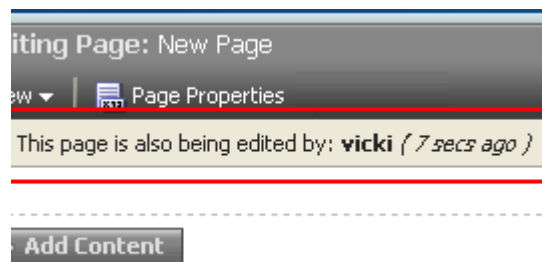 iting Page: New Page
ew Page Properties
This page is also being edited by: vicki ( 7 secs ago )
Add Content